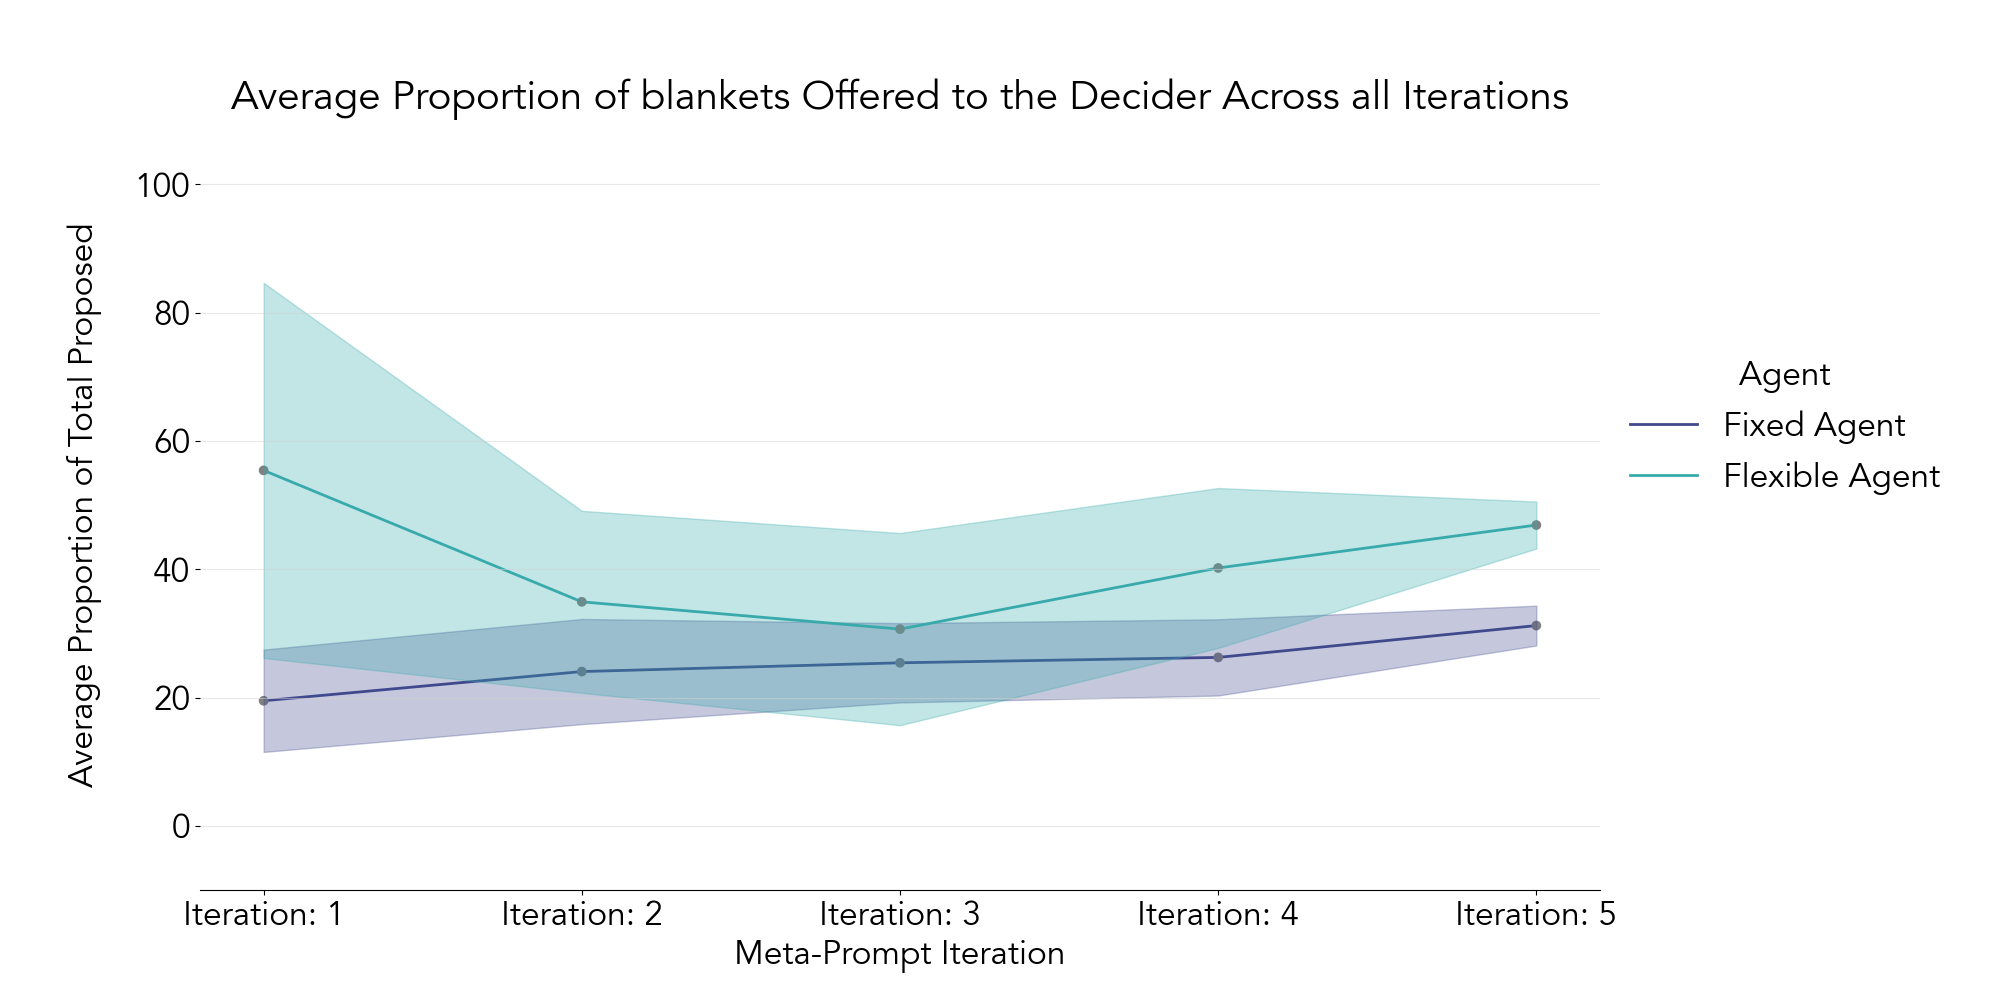 Average Proportion of blankets Offered to the Decider Across all Iterations
Average Proportion of Total Proposed
100
80
60
40
20
0
Iteration: 1
Iteration: 2
Iteration: 3
Iteration: 4
Iteration: 5
Meta-Prompt Iteration
Agent
Fixed Agent
Flexible Agent